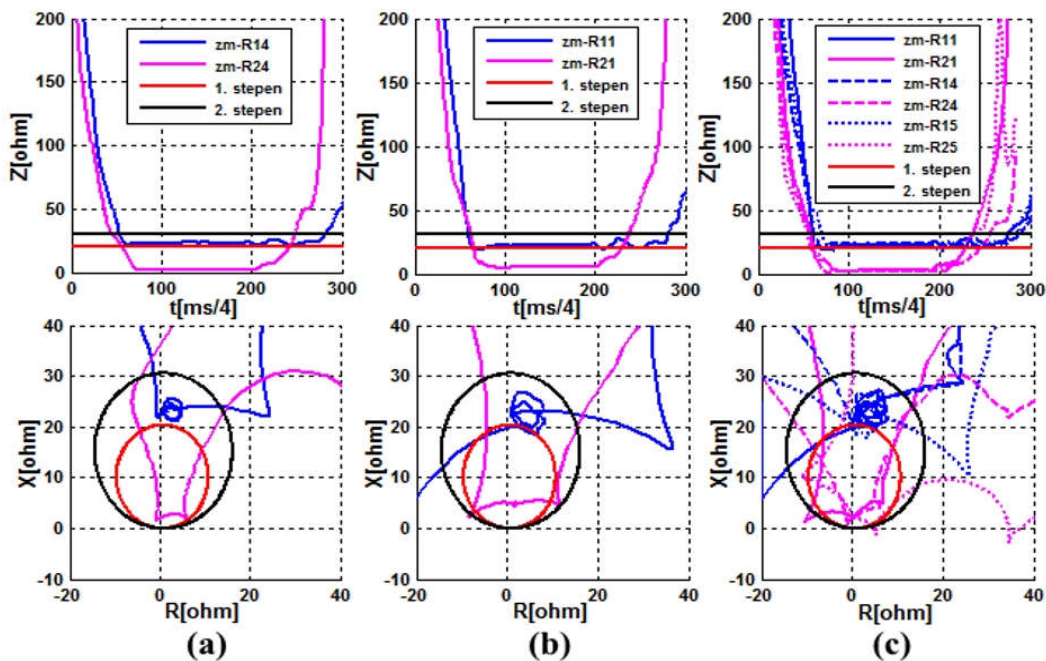 200
150
100
50
0
Z[ohm]
zm-R14
zm-R24
1. stepen
2. stepen
0 100 200 300
t[ms/4]
200
150
100
50
0
Z[ohm]
zm-R11
zm-R21
1. stepen
2. stepen
0 100 200 300
t[ms/4]
200
150
100
50
0
Z[ohm]
zm-R11
zm-R21
zm-R14
zm-R24
zm-R15
zm-R25
1. stepen
2. stepen
0 100 200 300
t[ms/4]
40
30
20
10
0
-10
X[ohm]
-20 0 20 40
R[ohm]
(a)
40
30
20
10
0
-10
X[ohm]
-20 0 20 40
R[ohm]
(b)
40
30
20
10
0
-10
X[ohm]
-20 0 20 40
R[ohm]
(c)